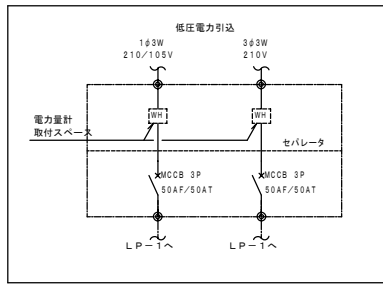 低圧電力引込
1φ3W
210/105V
3φ3W
210V
WH
WH
電力量計
取付スペース
セパレータ
MCCB 3P
50AF/50AT
MCCB 3P
50AF/50AT
LP-1へ
LP-1へ